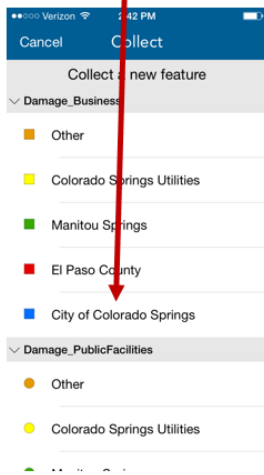 Verizon 2:42 PM
Cancel Collect
Collect a new feature
Damage_Business
Other
Colorado Springs Utilities
Manitou Springs
El Paso County
City of Colorado Springs
Damage_PublicFacilities
Other
Colorado Springs Utilities